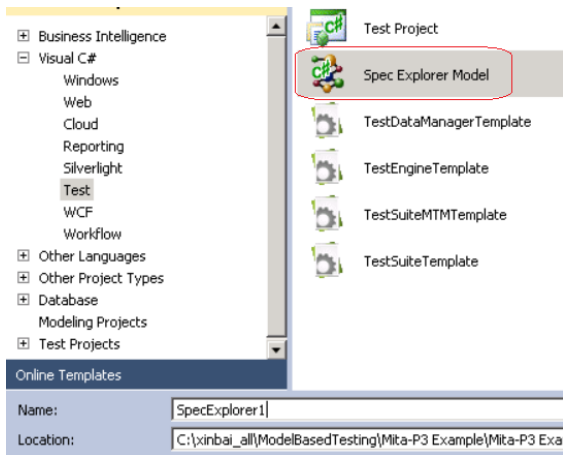 Business Intelligence
Visual C#
Windows
Web
Cloud
Reporting
Silverlight
Test
WCF
Workflow
Other Languages
Other Project Types
Database
Modeling Projects
Test Projects
Online Templates
C# Test Project
C# Spec Explorer Model
TestDataManagerTemplate
TestEngineTemplate
TestSuiteMTMTemplate
TestSuiteTemplate
Name: SpecExplorer1
Location: C:\xinbai_all\ModelBasedTesting\Mita-P3 Example\Mita-P3 Exa